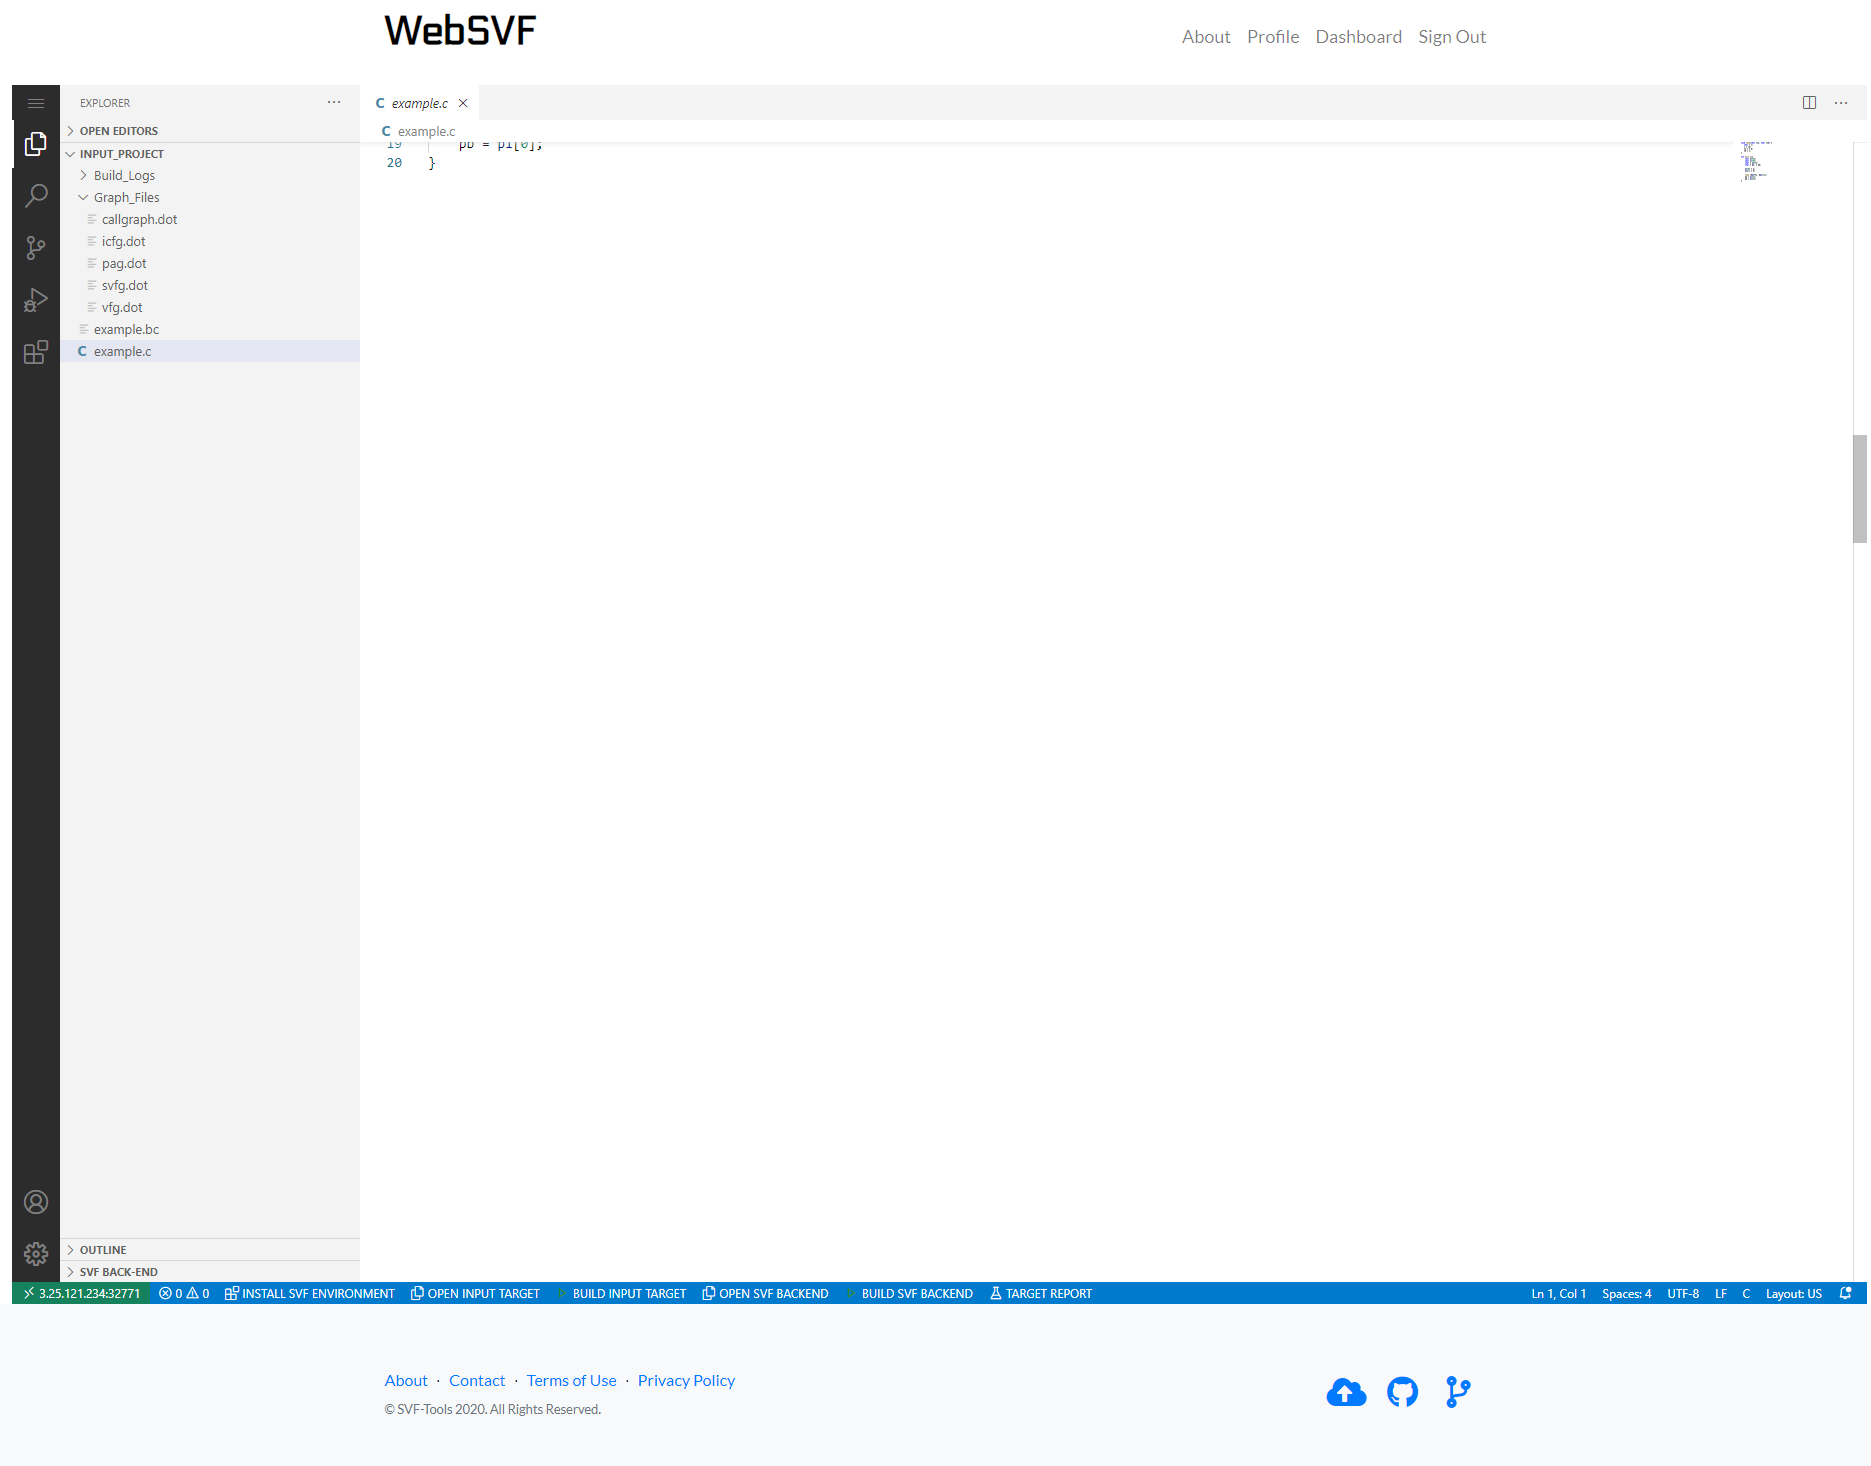 WebSVF
About Profile Dashboard Sign Out
EXPLORER
OPEN EDITORS
INPUT_PROJECT
Build_Logs
Graph_Files
callgraph.dot
icfg.dot
pag.dot
svfg.dot
vfg.dot
example.bc
C example.c
OUTLINE
SVF BACK-END
C example.c
C example.c
19 pb = pi[0];
20 }
3.25.121.234:32771 0 0 INSTALL SVF ENVIRONMENT OPEN INPUT TARGET BUILD INPUT TARGET OPEN SVF BACKEND BUILD SVF BACKEND TARGET REPORT Ln 1, Col 1 Spaces: 4 UTF-8 LF C Layout: US
About · Contact · Terms of Use · Privacy Policy
© SVF-Tools 2020. All Rights Reserved.